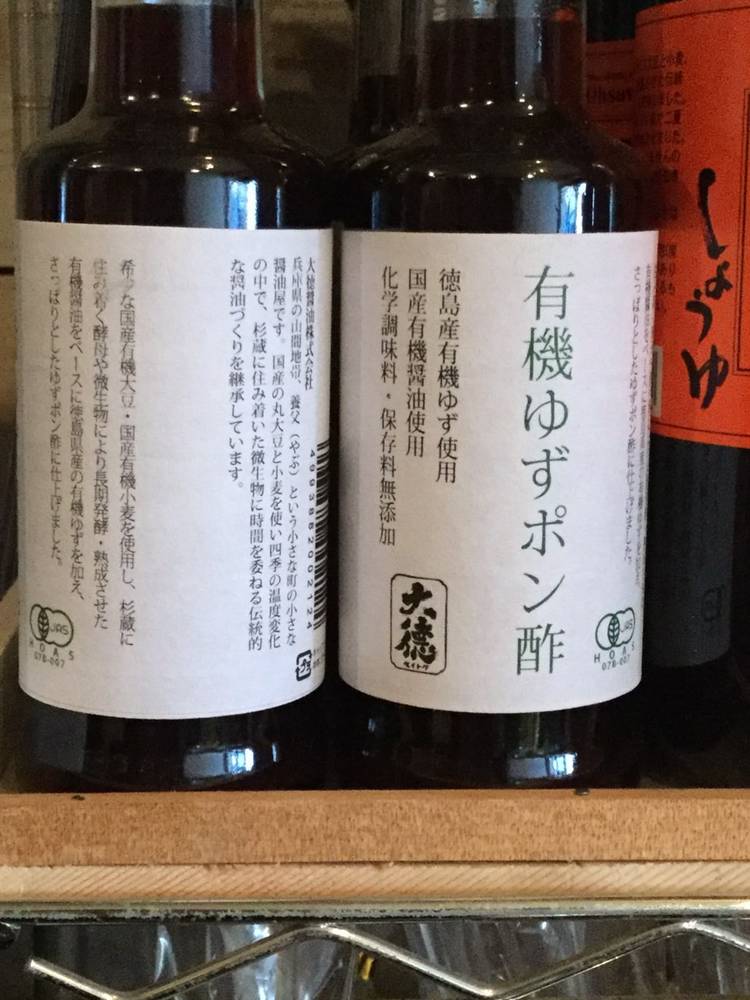 大徳醤油株式会社
兵庫県の山間地帯、養父(やぶ)という小さな町の小さな
醤油屋です。国産の丸大豆と小麦を使い四季の温度変化
の中で、杉蔵に住み着いた微生物に時間を委ねる伝統的
な醤油づくりを継承しています。
希少な国産有機大豆・国産有機小麦を使用し、杉蔵に
住み着く酵母や微生物により長期発酵・熟成させた
有機醤油をベースに徳島県産の有機ゆずを加え、
さっぱりとしたゆずポン酢に仕上げました。
JAS
HOAS
07B-007
4993862002124
有機ゆずポン酢
徳島産有機ゆず使用
国産有機醤油使用
化学調味料・保存料無添加
大徳
さっぱりとしたゆずポン酢に仕上げました。
JAS
HOAS
07B-007
しょうゆ